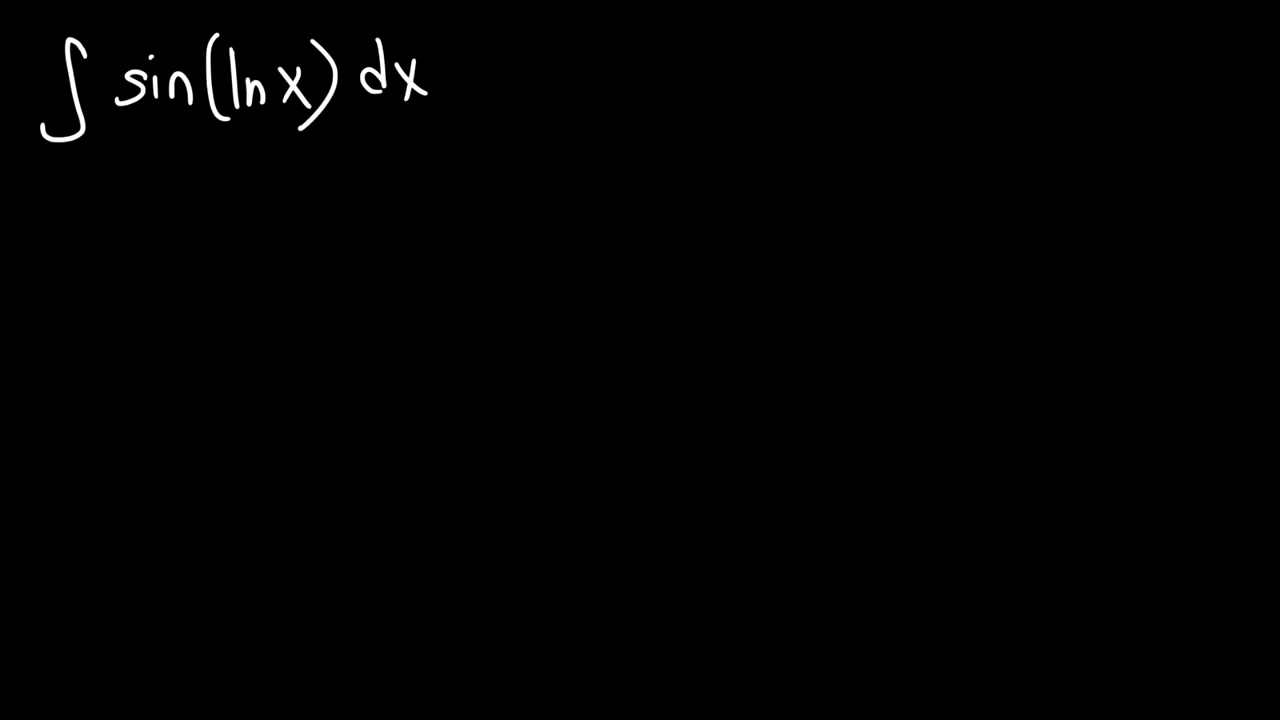 ∫ sin(ln x) dx